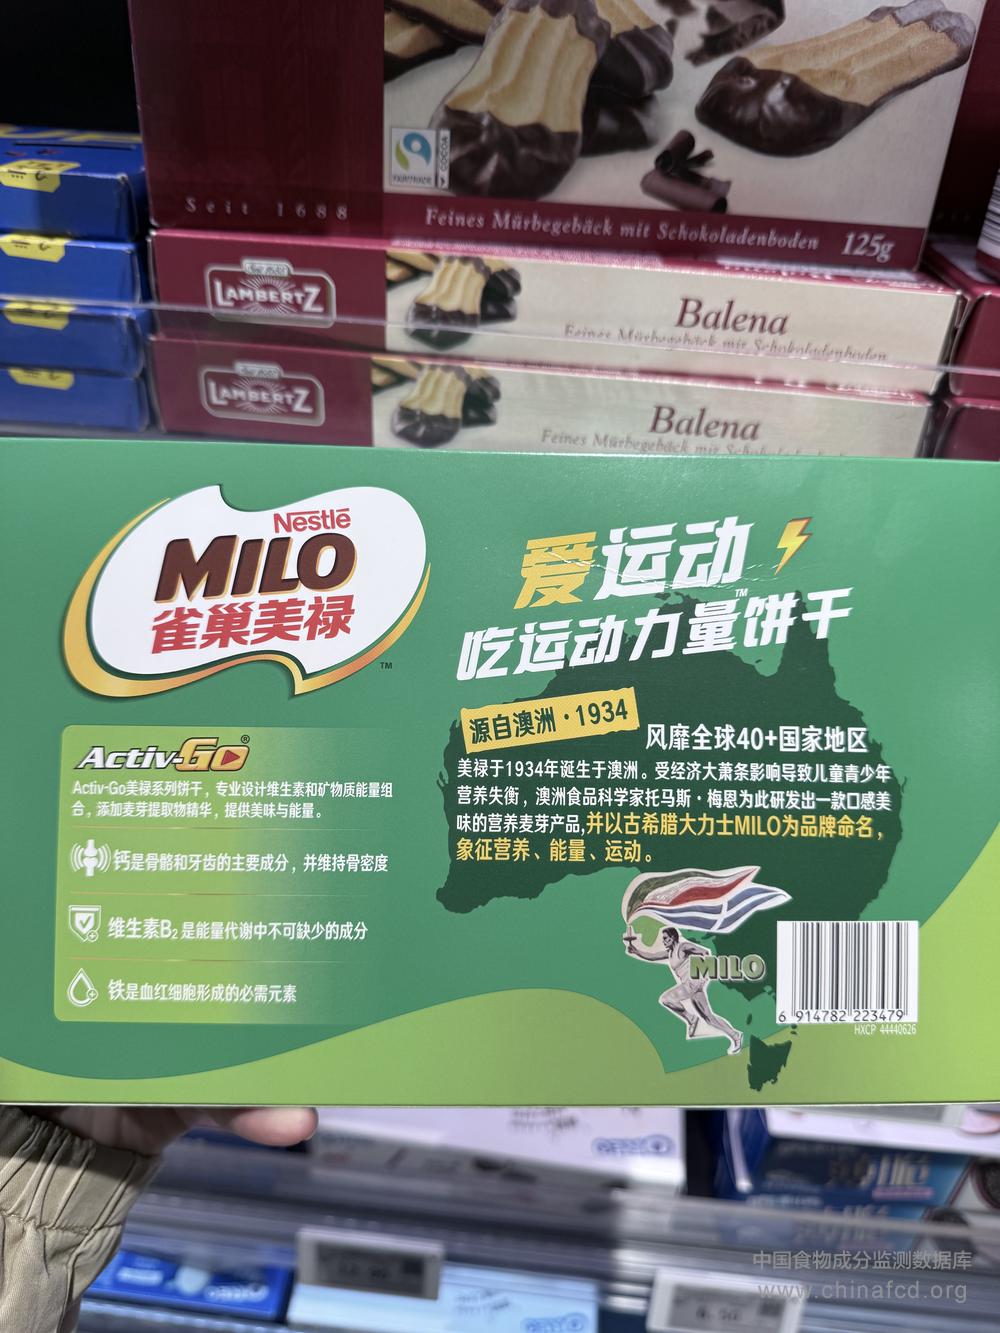 FAIRTRADE
COCOA
Seit 1688
Feines Mürbegebäck mit Schokoladenboden
125g
LAMBERTZ
Balena
Feines Mürbegebäck mit Schokoladenboden
LAMBERTZ
Balena
Feines Mürbegebäck mit Schokoladenboden
Nestlé
MILO
雀巢美禄
TM
爱运动
吃运动力量™饼干
源自澳洲·1934
风靡全球40+国家地区
美禄于1934年诞生于澳洲。受经济大萧条影响导致儿童青少年
营养失衡，澳洲食品科学家托马斯·梅恩为此研发出一款口感美
味的营养麦芽产品,并以古希腊大力士MILO为品牌命名，
象征营养、能量、运动。
Activ-Go®
Activ-Go美禄系列饼干，专业设计维生素和矿物质能量组
合，添加麦芽提取物精华，提供美味与能量。
钙是骨骼和牙齿的主要成分，并维持骨密度
维生素B₂是能量代谢中不可缺少的成分
铁是血红细胞形成的必需元素
MILO
6 914782 223479
HXCP 44440626
中国食物成分监测数据库
www.chinafcd.org